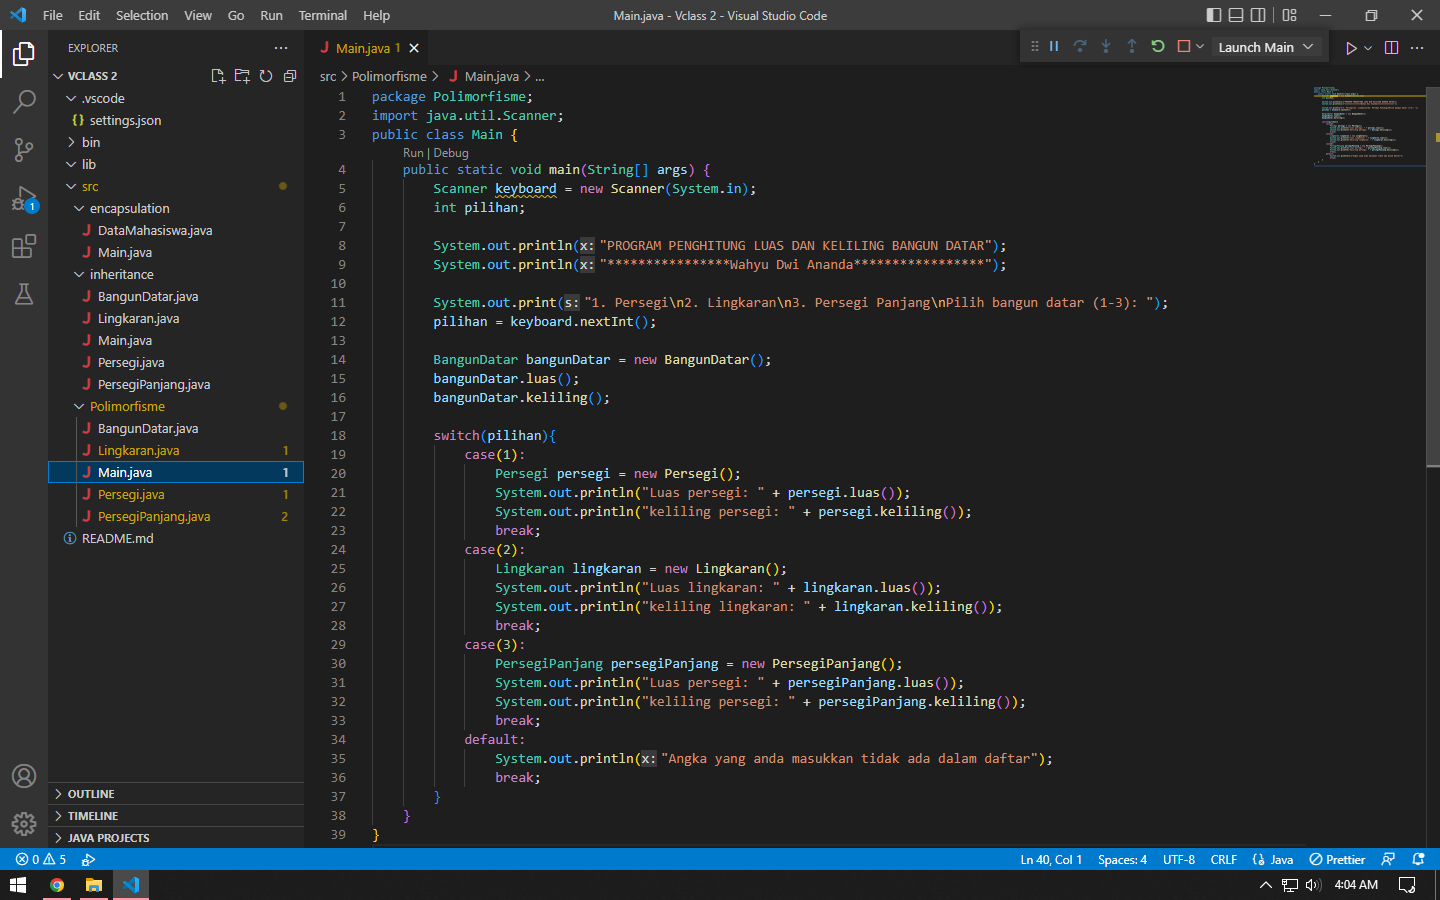 File Edit Selection View Go Run Terminal Help
Main.java - Vclass 2 - Visual Studio Code
EXPLORER
VCLASS 2
.vscode
{} settings.json
bin
lib
src
encapsulation
J DataMahasiswa.java
J Main.java
inheritance
J BangunDatar.java
J Lingkaran.java
J Main.java
J Persegi.java
J PersegiPanjang.java
Polimorfisme
J BangunDatar.java
J Lingkaran.java 1
J Main.java 1
J Persegi.java 1
J PersegiPanjang.java 2
README.md
OUTLINE
TIMELINE
JAVA PROJECTS
1
J Main.java 1
Launch Main
src > Polimorfisme > J Main.java > ...
1 package Polimorfisme;
2 import java.util.Scanner;
3 public class Main {
Run | Debug
4 public static void main(String[] args) {
5 Scanner keyboard = new Scanner(System.in);
6 int pilihan;
7
8 System.out.println(x: "PROGRAM PENGHITUNG LUAS DAN KELILING BANGUN DATAR");
9 System.out.println(x: "****************Wahyu Dwi Ananda*****************");
10
11 System.out.print(s: "1. Persegi\n2. Lingkaran\n3. Persegi Panjang\nPilih bangun datar (1-3): ");
12 pilihan = keyboard.nextInt();
13
14 BangunDatar bangunDatar = new BangunDatar();
15 bangunDatar.luas();
16 bangunDatar.keliling();
17
18 switch(pilihan){
19 case(1):
20 Persegi persegi = new Persegi();
21 System.out.println("Luas persegi: " + persegi.luas());
22 System.out.println("keliling persegi: " + persegi.keliling());
23 break;
24 case(2):
25 Lingkaran lingkaran = new Lingkaran();
26 System.out.println("Luas lingkaran: " + lingkaran.luas());
27 System.out.println("keliling lingkaran: " + lingkaran.keliling());
28 break;
29 case(3):
30 PersegiPanjang persegiPanjang = new PersegiPanjang();
31 System.out.println("Luas persegi: " + persegiPanjang.luas());
32 System.out.println("keliling persegi: " + persegiPanjang.keliling());
33 break;
34 default:
35 System.out.println(x: "Angka yang anda masukkan tidak ada dalam daftar");
36 break;
37 }
38 }
39 }
0 5
Ln 40, Col 1 Spaces: 4 UTF-8 CRLF {} Java Prettier
4:04 AM